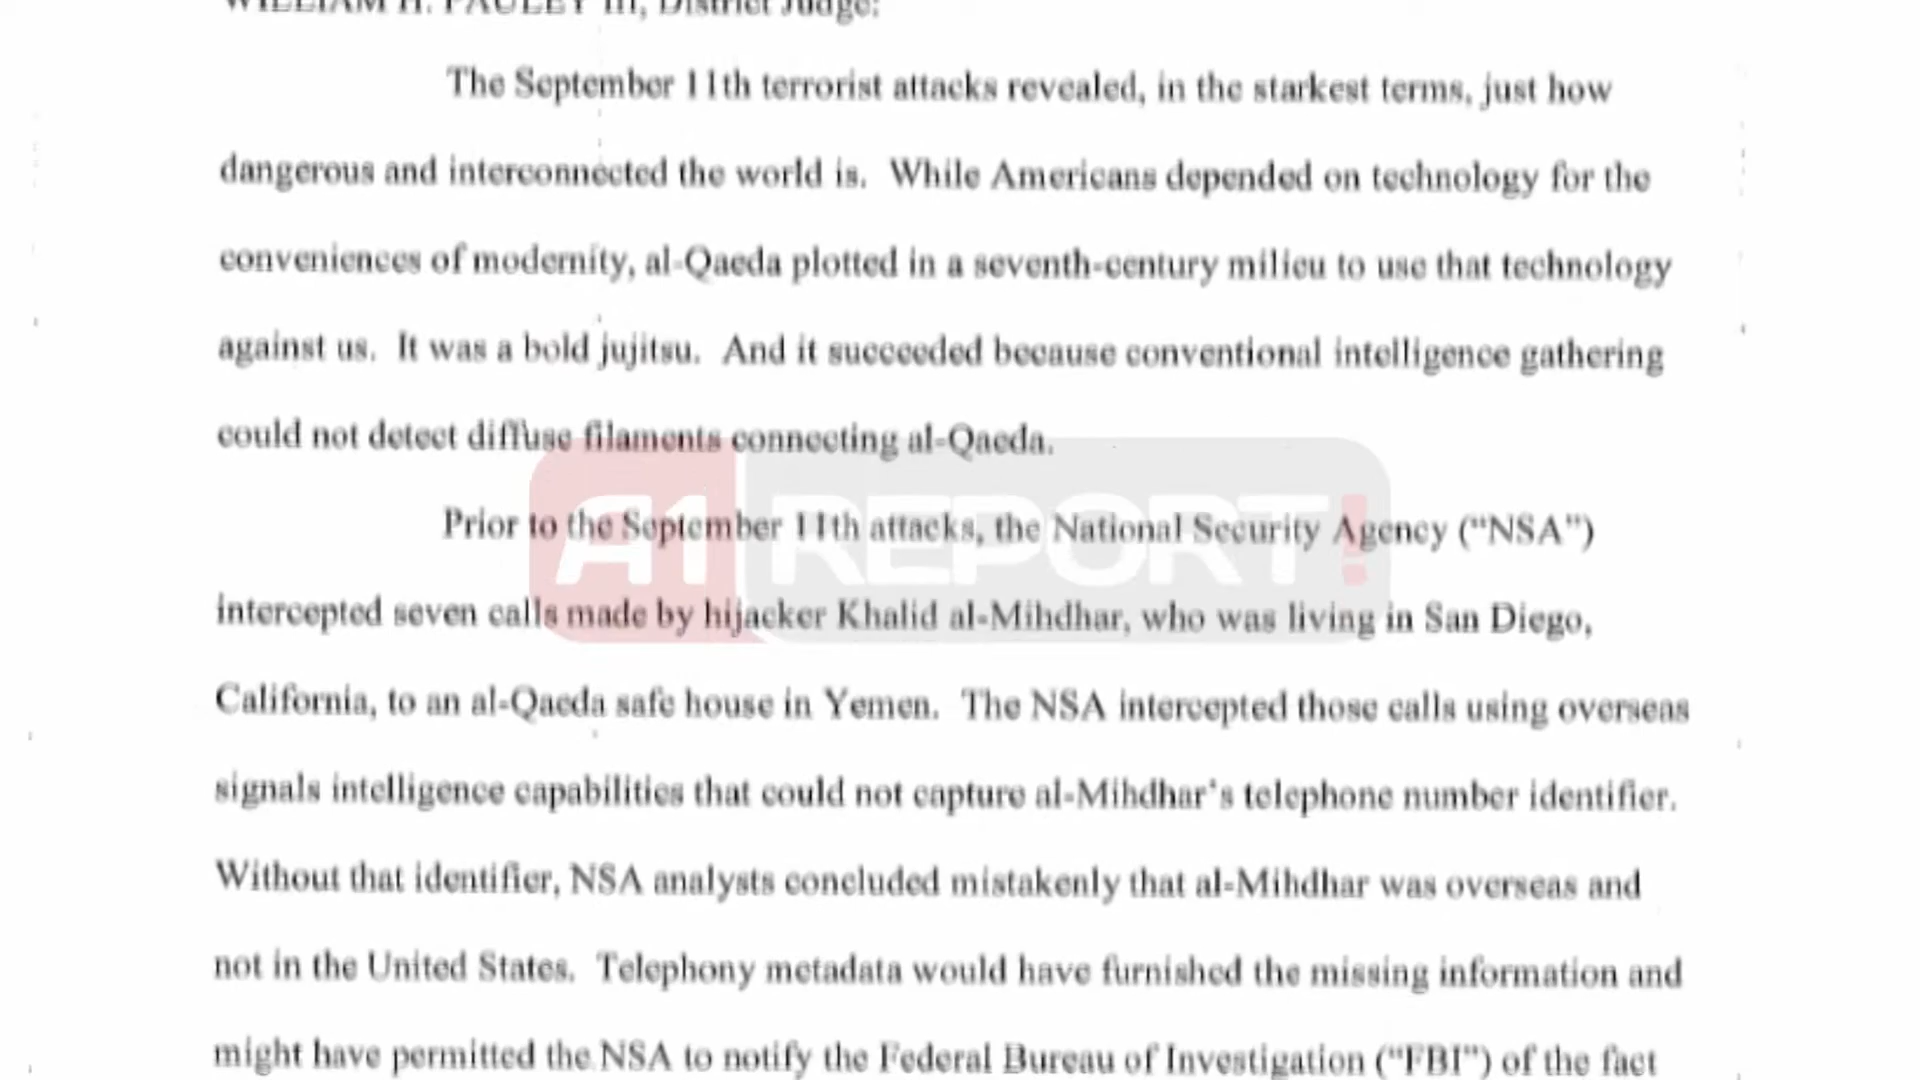 WILLIAM H. PAULEY III, District Judge:
The September 11th terrorist attacks revealed, in the starkest terms, just how
dangerous and interconnected the world is. While Americans depended on technology for the
conveniences of modernity, al-Qaeda plotted in a seventh-century milieu to use that technology
against us. It was a bold jujitsu. And it succeeded because conventional intelligence gathering
could not detect diffuse filaments connecting al-Qaeda.
A1 REPORT!
Prior to the September 11th attacks, the National Security Agency (“NSA”)
intercepted seven calls made by hijacker Khalid al-Mihdhar, who was living in San Diego,
California, to an al-Qaeda safe house in Yemen. The NSA intercepted those calls using overseas
signals intelligence capabilities that could not capture al-Mihdhar's telephone number identifier.
Without that identifier, NSA analysts concluded mistakenly that al-Mihdhar was overseas and
not in the United States. Telephony metadata would have furnished the missing information and
might have permitted the NSA to notify the Federal Bureau of Investigation (“FBI”) of the fact